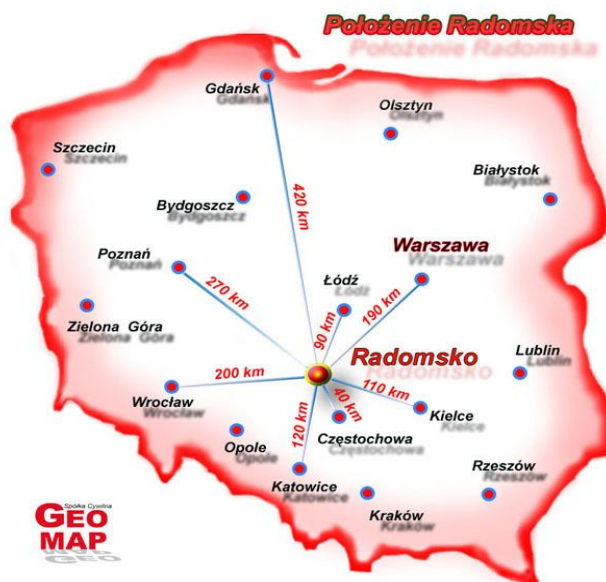 Położenie Radomska
Gdańsk
Olsztyn
Szczecin
Białystok
Bydgoszcz
420 km
Warszawa
Poznań
270 km
Łódź
190 km
90 km
Zielona Góra
Radomsko
Lublin
200 km
110 km
Wrocław
40 km
Kielce
120 km
Częstochowa
Opole
Katowice
Rzeszów
Kraków
Spółka Cywilna
GEO
MAP